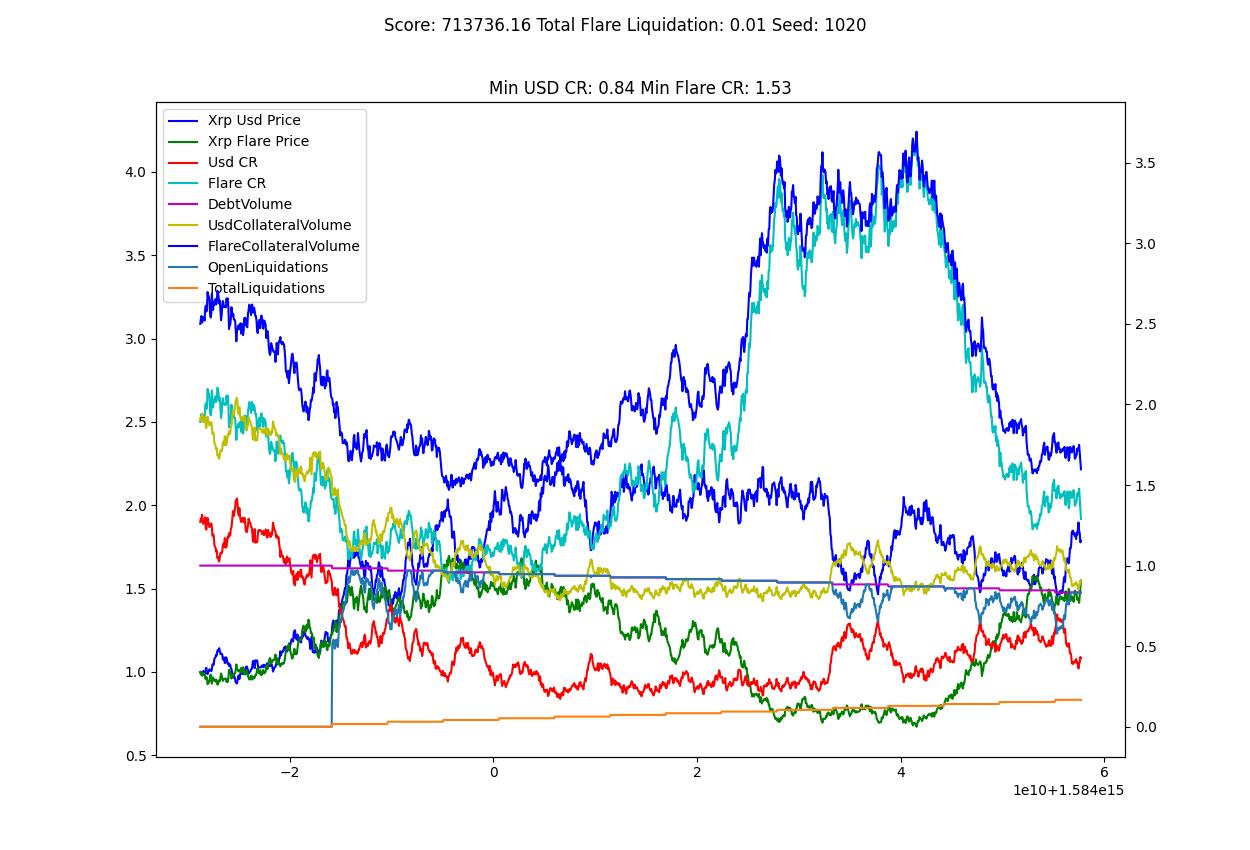 Score: 713736.16 Total Flare Liquidation: 0.01 Seed: 1020
Min USD CR: 0.84 Min Flare CR: 1.53
Xrp Usd Price
Xrp Flare Price
Usd CR
Flare CR
DebtVolume
UsdCollateralVolume
FlareCollateralVolume
OpenLiquidations
TotalLiquidations
4.0
3.5
3.0
2.5
2.0
1.5
1.0
0.5
3.5
3.0
2.5
2.0
1.5
1.0
0.5
0.0
−2 0 2 4 6
1e10+1.584e15